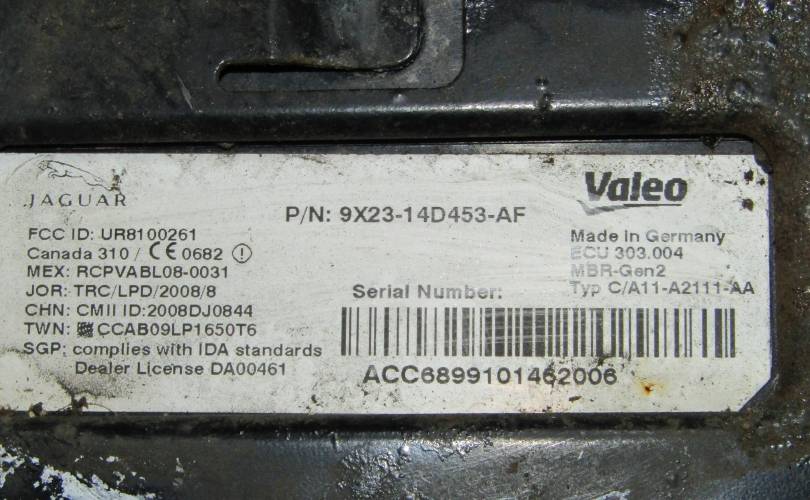 JAGUAR
FCC ID: UR8100261
Canada 310 / CE 0682
MEX: RCPVABL08-0031
JOR: TRC/LPD/2008/8
CHN: CMII ID:2008DJ0844
TWN: CCAB09LP1650T6
SGP: complies with IDA standards
Dealer License DA00461
P/N: 9X23-14D453-AF
Serial Number:
ACC6899101462006
Valeo
Made in Germany
ECU 303.004
MBR-Gen2
Typ C/A11-A2111-AA